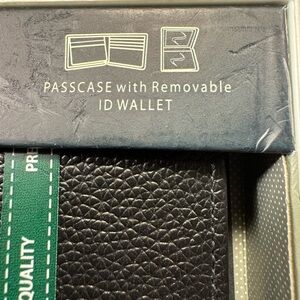 PASSCASE with Removable
ID WALLET
PRE
QUALITY